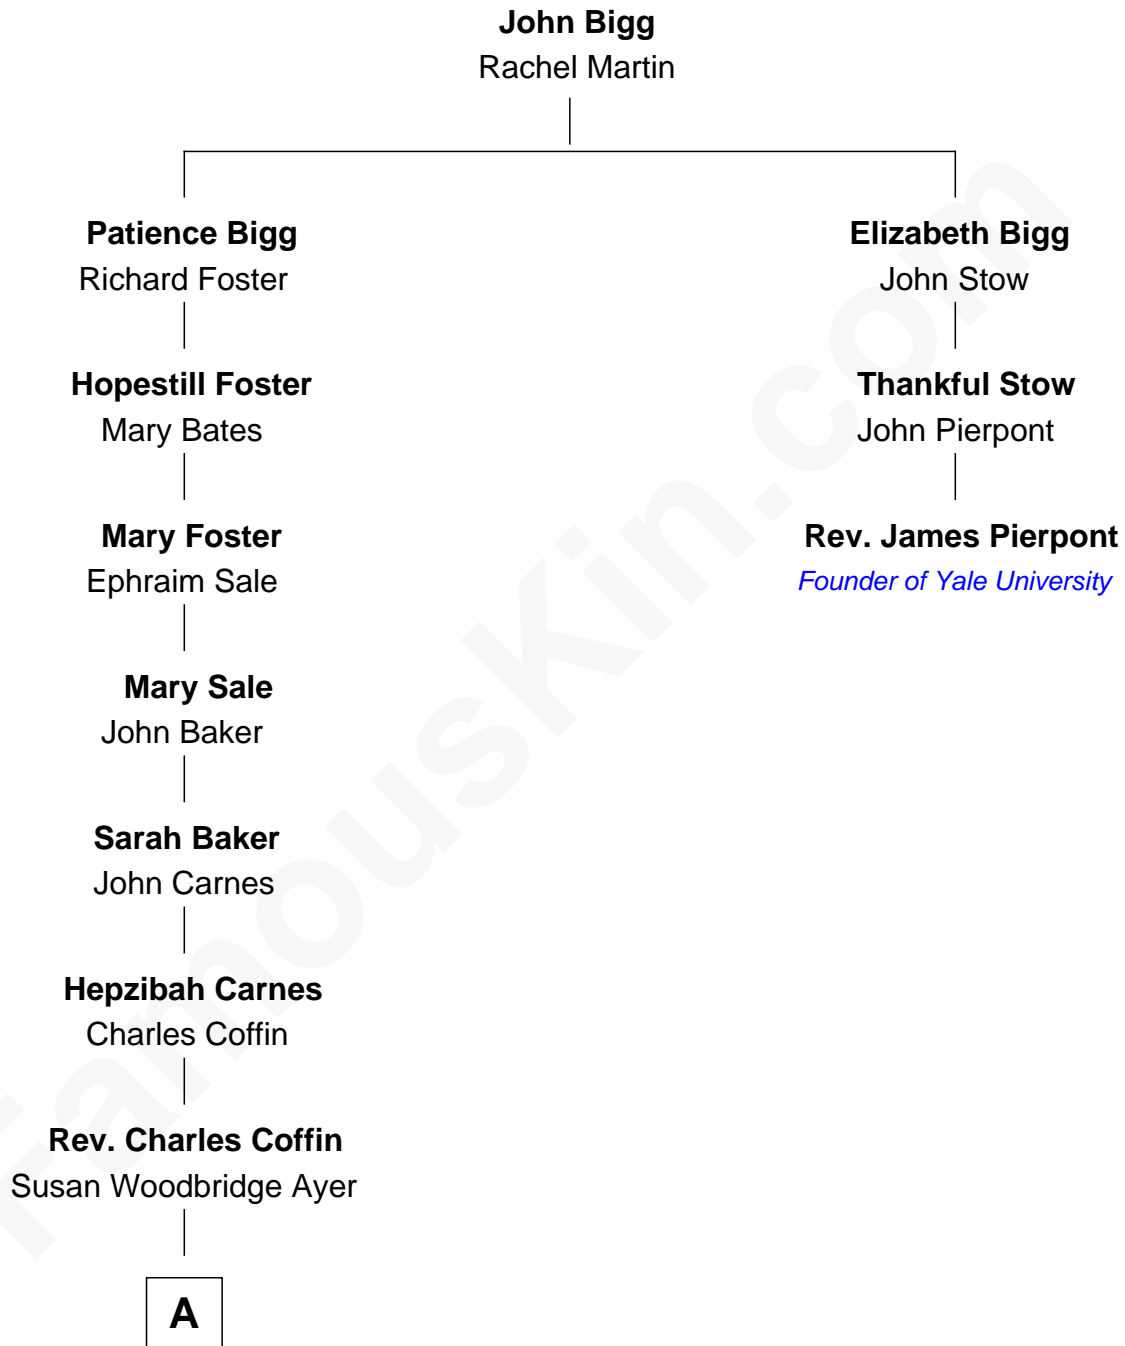 John Bigg
Rachel Martin
Patience Bigg
Richard Foster
Elizabeth Bigg
John Stow
Hopestill Foster
Mary Bates
Thankful Stow
John Pierpont
Mary Foster
Ephraim Sale
Rev. James Pierpont
Founder of Yale University
Mary Sale
John Baker
Sarah Baker
John Carnes
Hepzibah Carnes
Charles Coffin
Rev. Charles Coffin
Susan Woodbridge Ayer
A
FamousKin.com